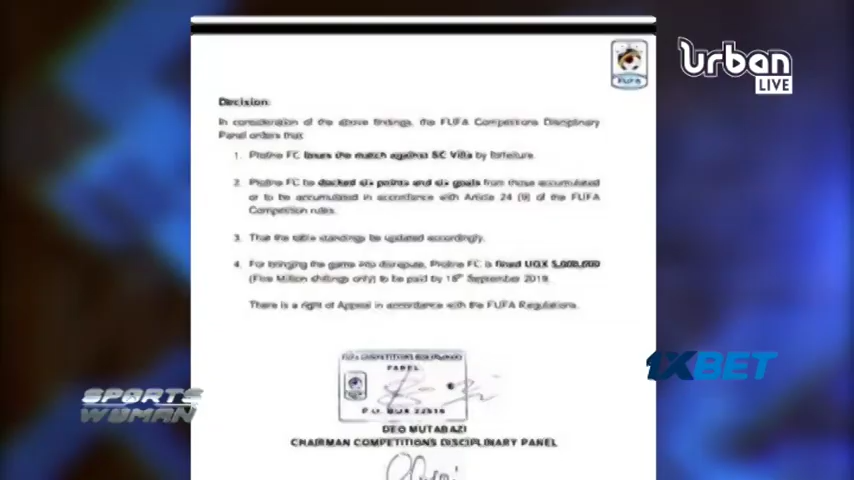 Urban
LIVE
FUFA
Decision
In consideration of the above findings, the FUFA Competitions Disciplinary
Panel orders that:
1. Proline FC loses the match against SC Villa by forfeiture.
2. Proline FC be docked six points and six goals from those accumulated
or to be accumulated in accordance with Article 24 (9) of the FUFA
Competition rules.
3. That the table standings be updated accordingly.
4. For bringing the game into disrepute, Proline FC is fined UGX 5,000,000
(Five Million shillings only) to be paid by September
There is a right of Appeal in accordance with the FUFA Regulations.
FUFA COMPETITIONS DISCIPLINARY
PANEL
P.O. BOX
DEO MUTABAZI
CHAIRMAN COMPETITIONS DISCIPLINARY PANEL
1XBET
SPORTS
WOMAN